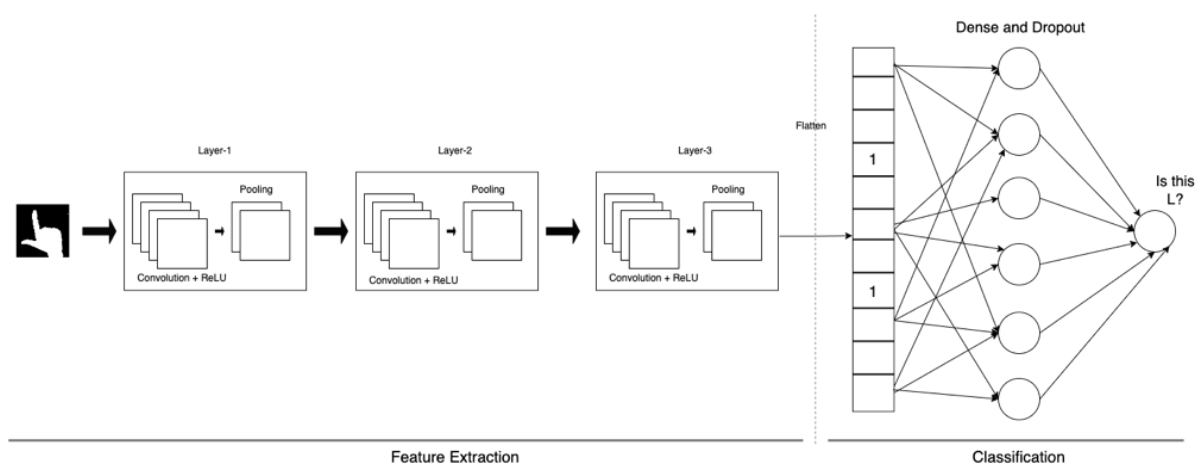 Dense and Dropout
Flatten
Layer-1
Layer-2
Layer-3
Pooling
Pooling
Pooling
Convolution + ReLU
Convolution + ReLU
Convolution + ReLU
1
1
Is this
L?
Feature Extraction
Classification